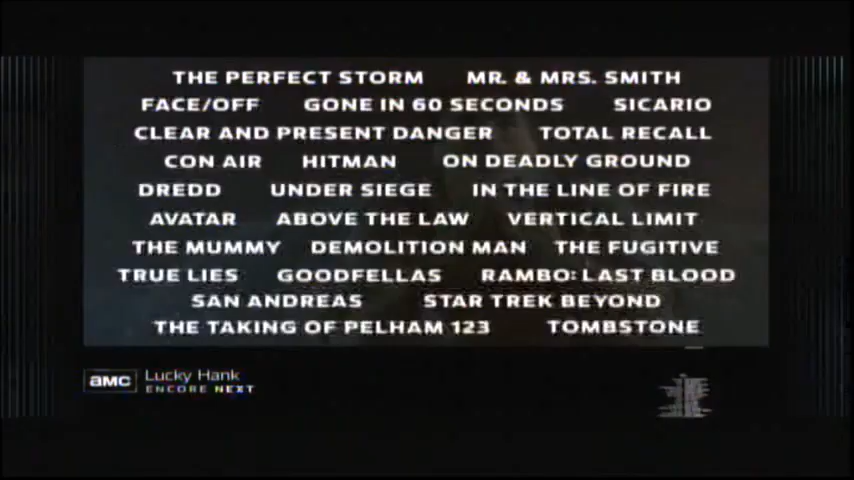 THE PERFECT STORM MR. & MRS. SMITH
FACE/OFF GONE IN 60 SECONDS SICARIO
CLEAR AND PRESENT DANGER TOTAL RECALL
CON AIR HITMAN ON DEADLY GROUND
DREDD UNDER SIEGE IN THE LINE OF FIRE
AVATAR ABOVE THE LAW VERTICAL LIMIT
THE MUMMY DEMOLITION MAN THE FUGITIVE
TRUE LIES GOODFELLAS RAMBO: LAST BLOOD
SAN ANDREAS STAR TREK BEYOND
THE TAKING OF PELHAM 123 TOMBSTONE
amc Lucky Hank
ENCORE NEXT